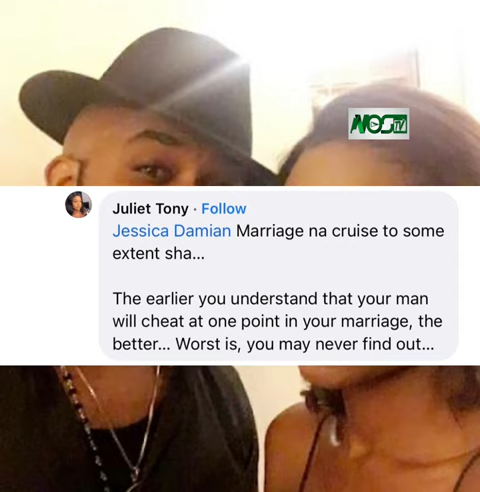 NOSTV
Juliet Tony · Follow
Jessica Damian Marriage na cruise to some
extent sha...
The earlier you understand that your man
will cheat at one point in your marriage, the
better... Worst is, you may never find out...